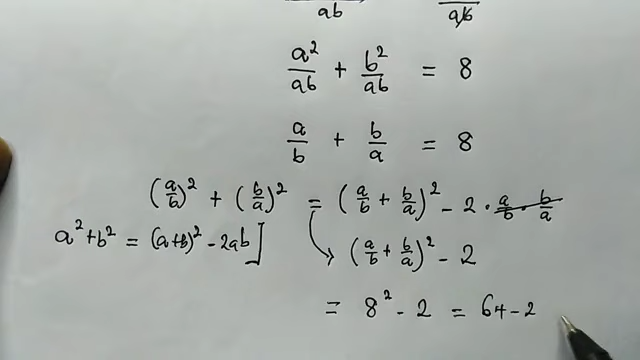 ab ab
a²/ab + b²/ab = 8
a/b + b/a = 8
(a/b)² + (b/a)² = (a/b + b/a)² - 2 · a/b · b/a
a² + b² = (a+b)² - 2ab]
(a/b + b/a)² - 2
= 8² - 2 = 64 - 2